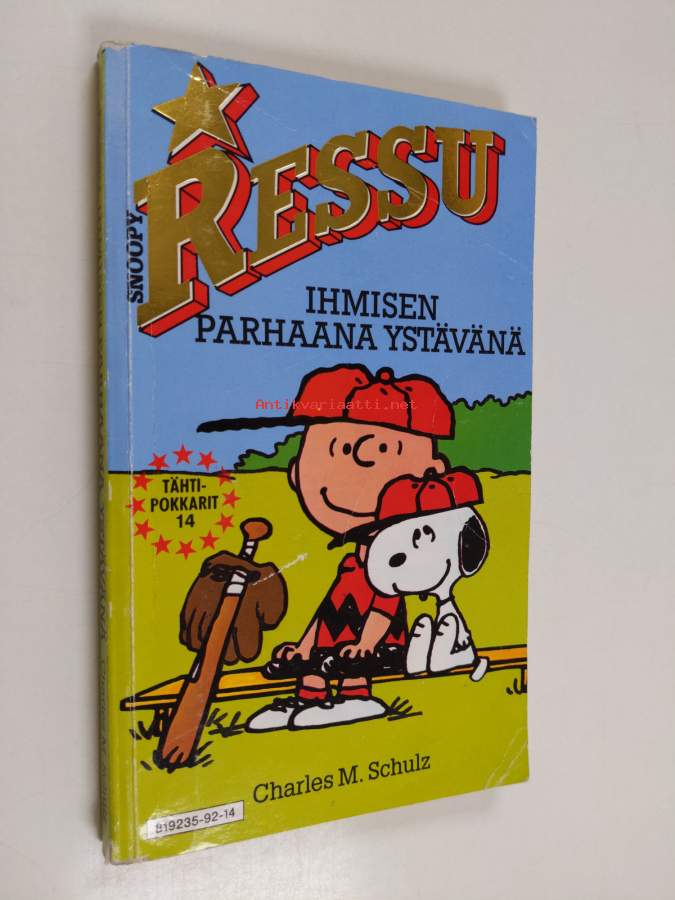 SNOOPY
RESSU
IHMISEN
PARHAANA YSTÄVÄNÄ
Antikvariaatti.net
TÄHTI-
POKKARIT
14
Charles M. Schulz
819235-92-14